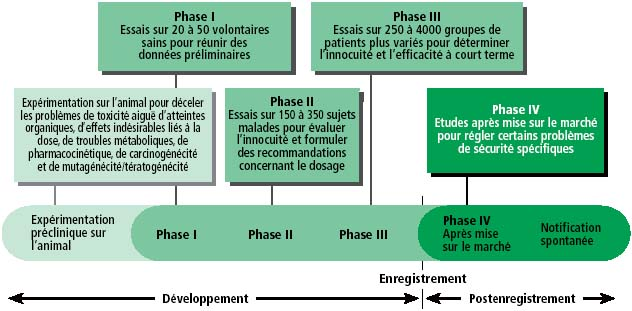 Phase I
Essais sur 20 à 50 volontaires
sains pour réunir des
données préliminaires
Phase III
Essais sur 250 à 4000 groupes de
patients plus variés pour déterminer
l'innocuité et l'efficacité à court terme
Expérimentation sur l'animal pour déceler
les problèmes de toxicité aiguë d'atteintes
organiques, d'effets indésirables liés à la
dose, de troubles métaboliques, de
pharmacocinétique, de carcinogénécité
et de mutagénécité/tératogénécité
Phase II
Essais sur 150 à 350 sujets
malades pour évaluer
l'innocuité et formuler
des recommandations
concernant le dosage
Phase IV
Etudes après mise sur le marché
pour régler certains problèmes
de sécurité spécifiques
Expérimentation
préclinique sur
l'animal
Phase I
Phase II
Phase III
Phase IV
Après mise
sur le marché
Notification
spontanée
Enregistrement
Développement
Postenregistrement